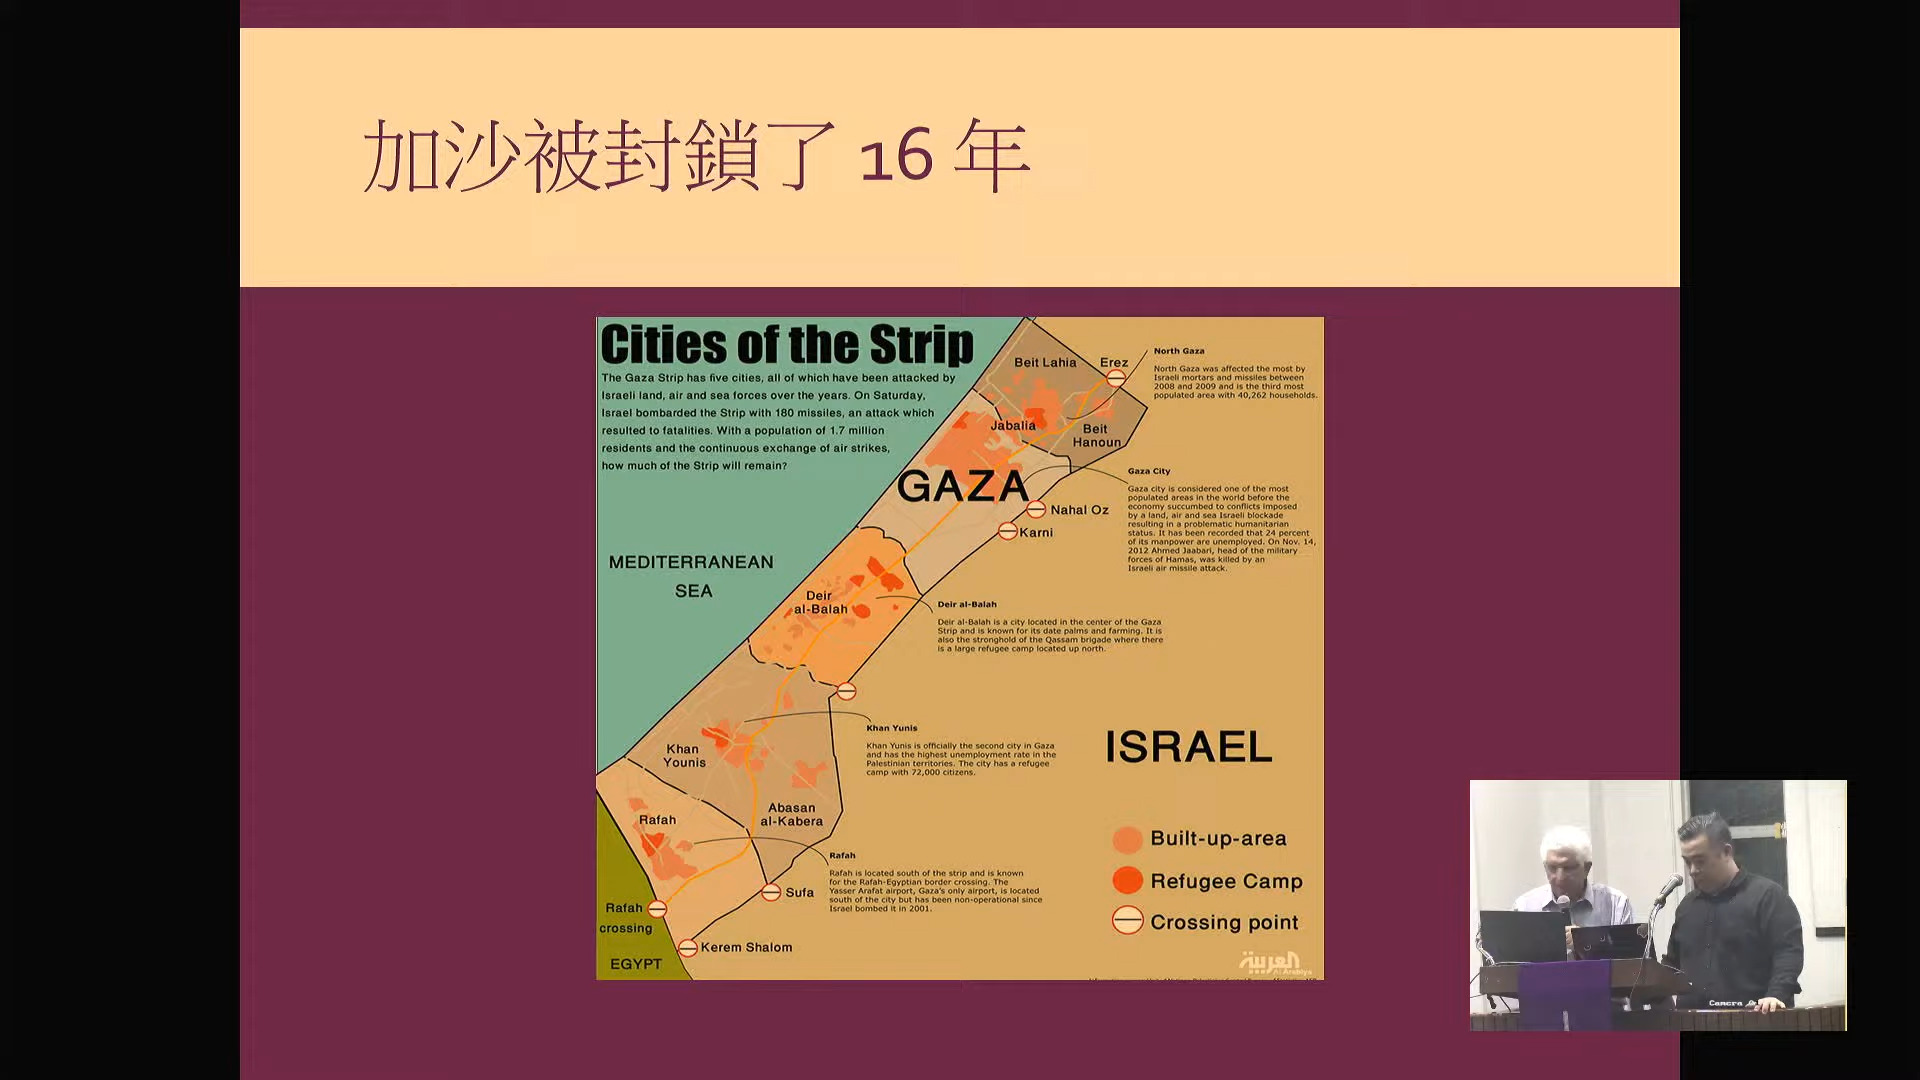 加沙被封鎖了 16 年
Cities of the Strip
The Gaza Strip has five cities, all of which have been attacked by
Israeli land, air and sea forces over the years. On Saturday,
Israel bombarded the Strip with 180 missiles, an attack which
resulted to fatalities. With a population of 1.7 million
residents and the continuous exchange of air strikes,
how much of the Strip will remain?
Beit Lahia
Erez
North Gaza
North Gaza was affected the most by
Israeli mortars and missiles between
2008 and 2009 and is the third most
populated area with 40,262 households.
Jabalia
Beit
Hanoun
GAZA
Gaza City
Gaza city is considered one of the most
populated areas in the world before the
economy succumbed to conflicts imposed
by a land, air and sea Israeli blockade
resulting in a problematic humanitarian
status. It has been recorded that 24 percent
of its manpower are unemployed. On Nov. 14,
2012 Ahmed Jaabari, head of the military
forces of Hamas, was killed by an
Israeli air missile attack.
Nahal Oz
Karni
MEDITERRANEAN
SEA
Deir
al-Balah
Deir al-Balah
Deir al-Balah is a city located in the center of the Gaza
Strip and is known for its date palms and farming. It is
also the stronghold of the Qassam brigade where there
is a large refugee camp located up north.
Khan Yunis
Khan Yunis is officially the second city in Gaza
and has the highest unemployment rate in the
Palestinian territories. The city has a refugee
camp with 72,000 citizens.
Khan
Younis
ISRAEL
Abasan
al-Kabera
Rafah
Rafah
Rafah is located south of the strip and is known
for the Rafah-Egyptian border crossing. The
Yasser Arafat airport, Gaza's only airport, is located
south of the city but has been non-operational since
Israel bombed it in 2001.
Built-up-area
Refugee Camp
Crossing point
Sufa
Rafah
crossing
Kerem Shalom
EGYPT
العربية
Al Arabiya
Camera